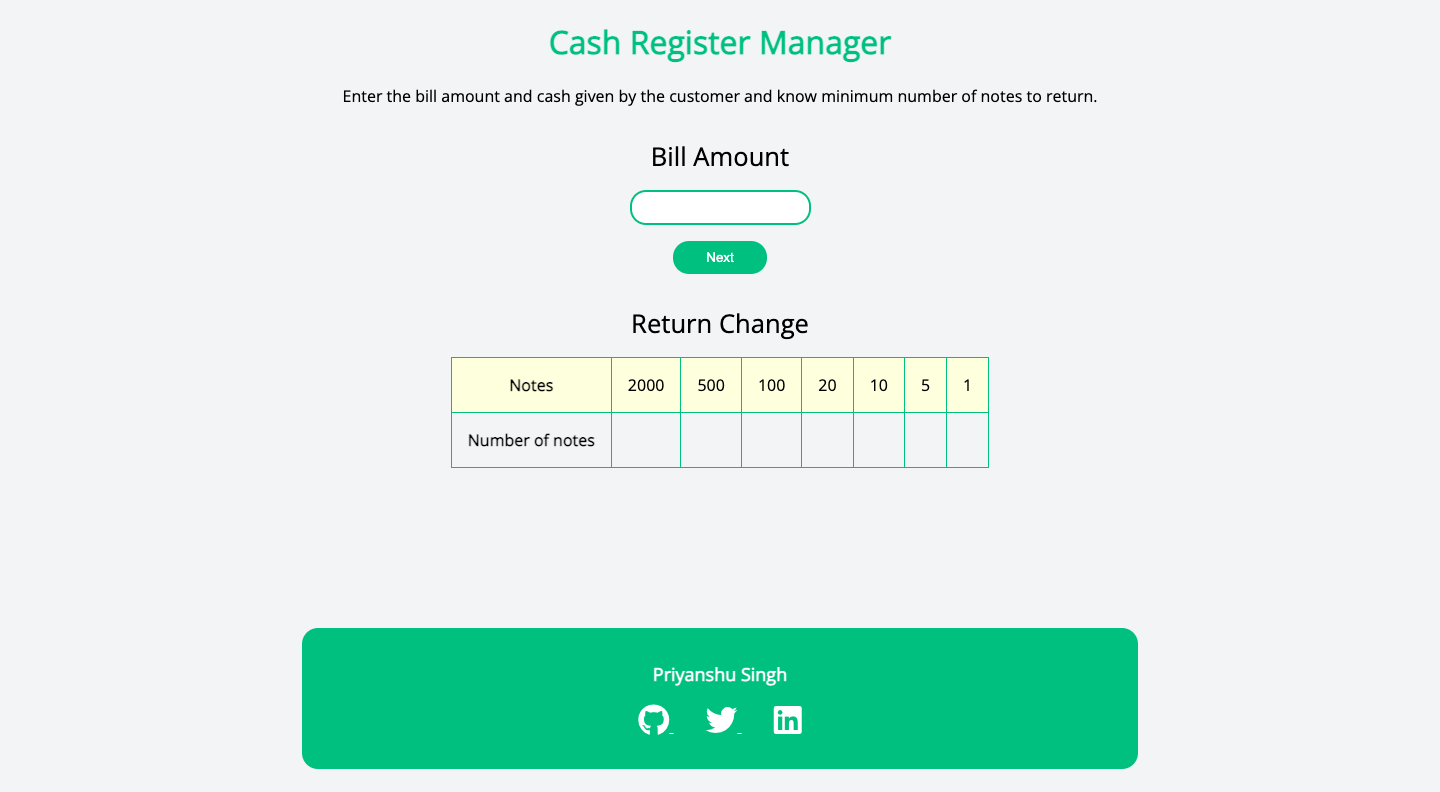 Cash Register Manager
Enter the bill amount and cash given by the customer and know minimum number of notes to return.
Bill Amount
Next
Return Change
Notes 2000 500 100 20 10 5 1
Number of notes
Priyanshu Singh